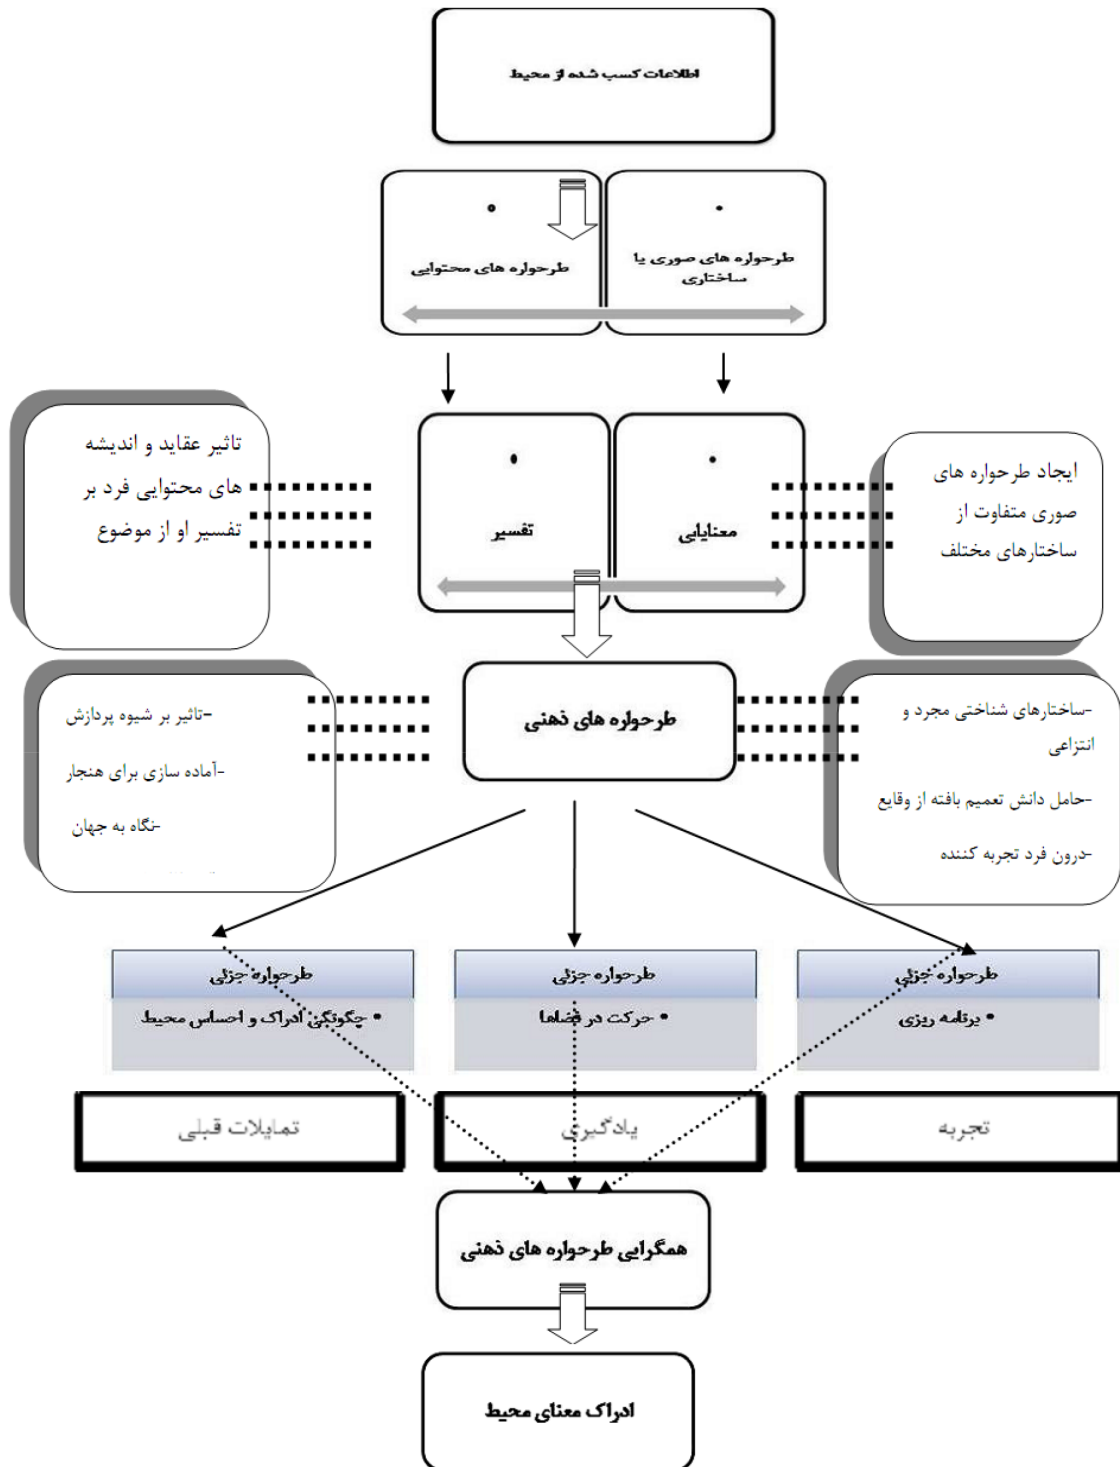 اطلاعات کسب شده از محیط
طرحواره های صوری یا
ساختاری
طرحواره های محتوایی
ایجاد طرحواره های
صوری متفاوت از
ساختارهای مختلف
معنایابی
تفسیر
تاثیر عقاید و اندیشه
های محتوایی فرد بر
تفسیر او از موضوع
-ساختارهای شناختی مجرد و
انتزاعی
-حامل دانش تعمیم یافته از وقایع
-درون فرد تجربه کننده
طرحواره های ذهنی
-تاثیر بر شیوه پردازش
-آماده سازی برای هنجار
-نگاه به جهان
طرحواره جزئی
• برنامه ریزی
طرحواره جزئی
• حرکت در فضاها
طرحواره جزئی
• چگونگی ادراک و احساس محیط
تجربه
یادگیری
تمایلات قبلی
همگرایی طرحواره های ذهنی
ادراک معنای محیط